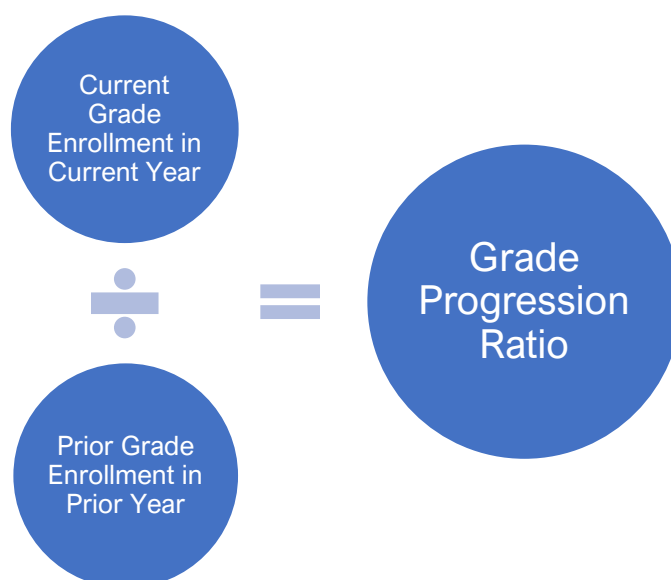 Current
Grade
Enrollment in
Current Year
÷
=
Grade
Progression
Ratio
Prior Grade
Enrollment in
Prior Year